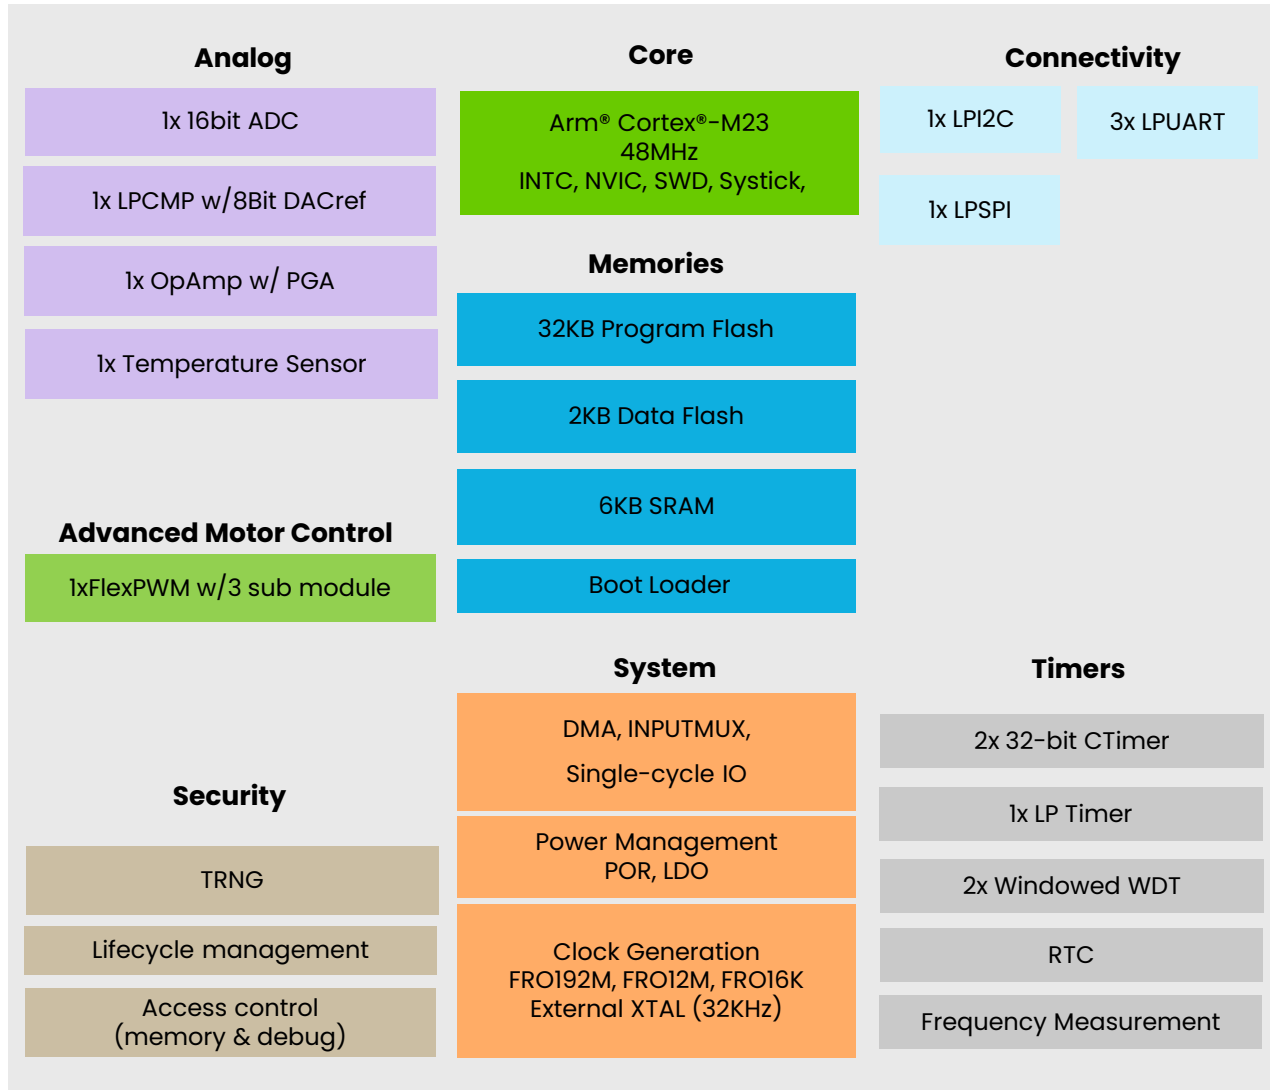 Analog
1x 16bit ADC
1x LPCMP w/8Bit DACref
1x OpAmp w/ PGA
1x Temperature Sensor
Advanced Motor Control
1xFlexPWM w/3 sub module
Security
TRNG
Lifecycle management
Access control
(memory & debug)
Core
Arm® Cortex®-M23
48MHz
INTC, NVIC, SWD, Systick,
Memories
32KB Program Flash
2KB Data Flash
6KB SRAM
Boot Loader
System
DMA, INPUTMUX,
Single-cycle IO
Power Management
POR, LDO
Clock Generation
FRO192M, FRO12M, FRO16K
External XTAL (32KHz)
Connectivity
1x LPI2C
3x LPUART
1x LPSPI
Timers
2x 32-bit CTimer
1x LP Timer
2x Windowed WDT
RTC
Frequency Measurement